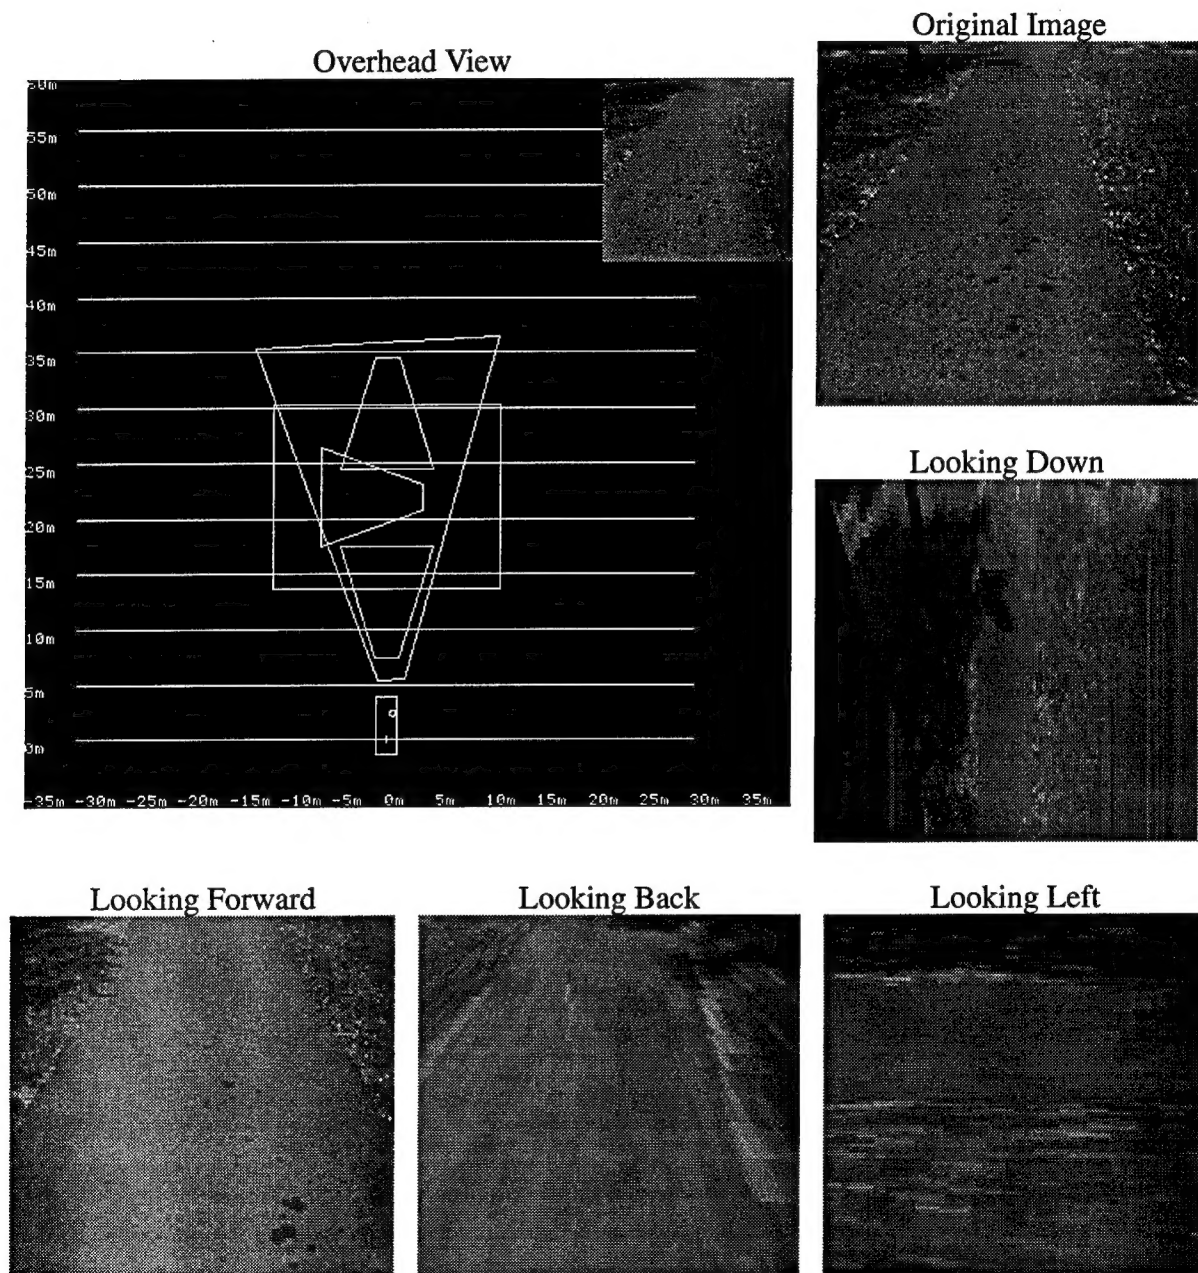 Original Image
Overhead View
60m
55m
50m
45m
40m
35m
30m
25m
20m
15m
10m
5m
0m
-35m -30m -25m -20m -15m -10m -5m 0m 5m 10m 15m 20m 25m 30m 35m
Looking Down
Looking Forward
Looking Back
Looking Left